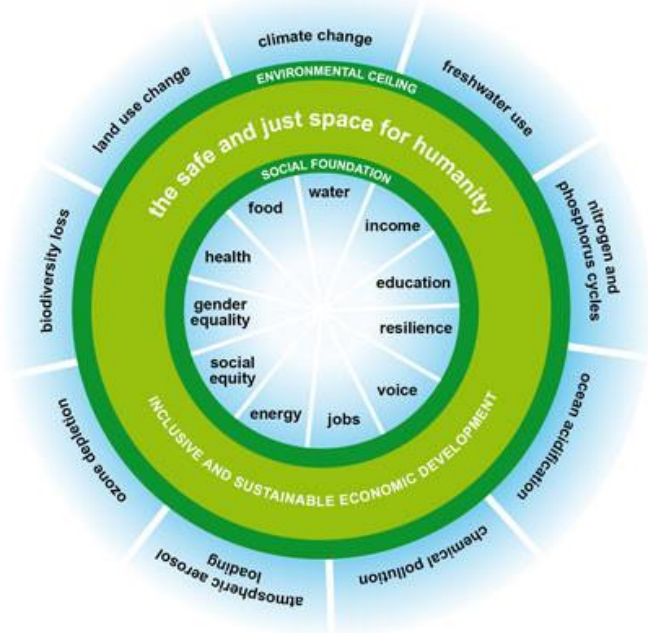 climate change
freshwater use
nitrogen and
phosphorus cycles
ocean acidification
chemical pollution
atmospheric aerosol
loading
ozone depletion
biodiversity loss
land use change
ENVIRONMENTAL CEILING
the safe and just space for humanity
SOCIAL FOUNDATION
water
income
education
resilience
voice
jobs
energy
social
equity
gender
equality
health
food
INCLUSIVE AND SUSTAINABLE ECONOMIC DEVELOPMENT